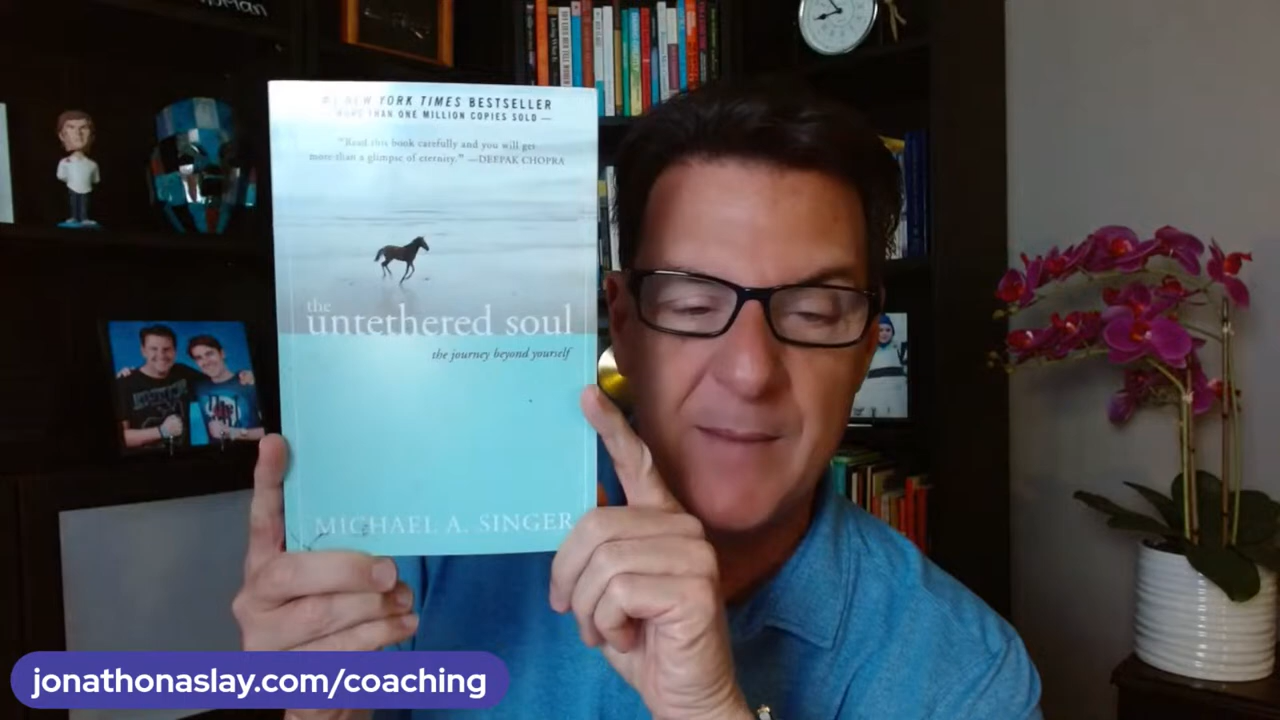 #1 NEW YORK TIMES BESTSELLER
MORE THAN ONE MILLION COPIES SOLD —
"Read this book carefully and you will get
more than a glimpse of eternity." —DEEPAK CHOPRA
the
untethered soul
the journey beyond yourself
MICHAEL A. SINGER
jonathonaslay.com/coaching